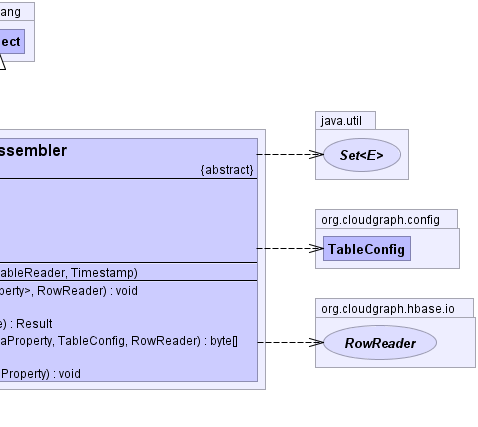 ang
ect
ssembler
{abstract}
ableReader, Timestamp)
perty>, RowReader) : void
e) : Result
aProperty, TableConfig, RowReader) : byte[]
Property) : void
java.util
Set<E>
org.cloudgraph.config
TableConfig
org.cloudgraph.hbase.io
RowReader